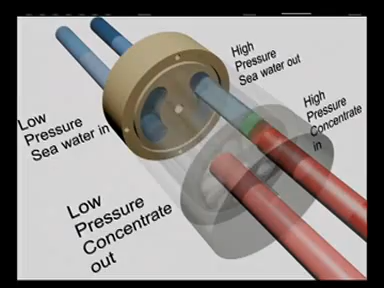 High
Pressure
Sea water out
High
Pressure
Concentrate
in
Low
Pressure
Sea water in
Low
Pressure
Concentrate
out